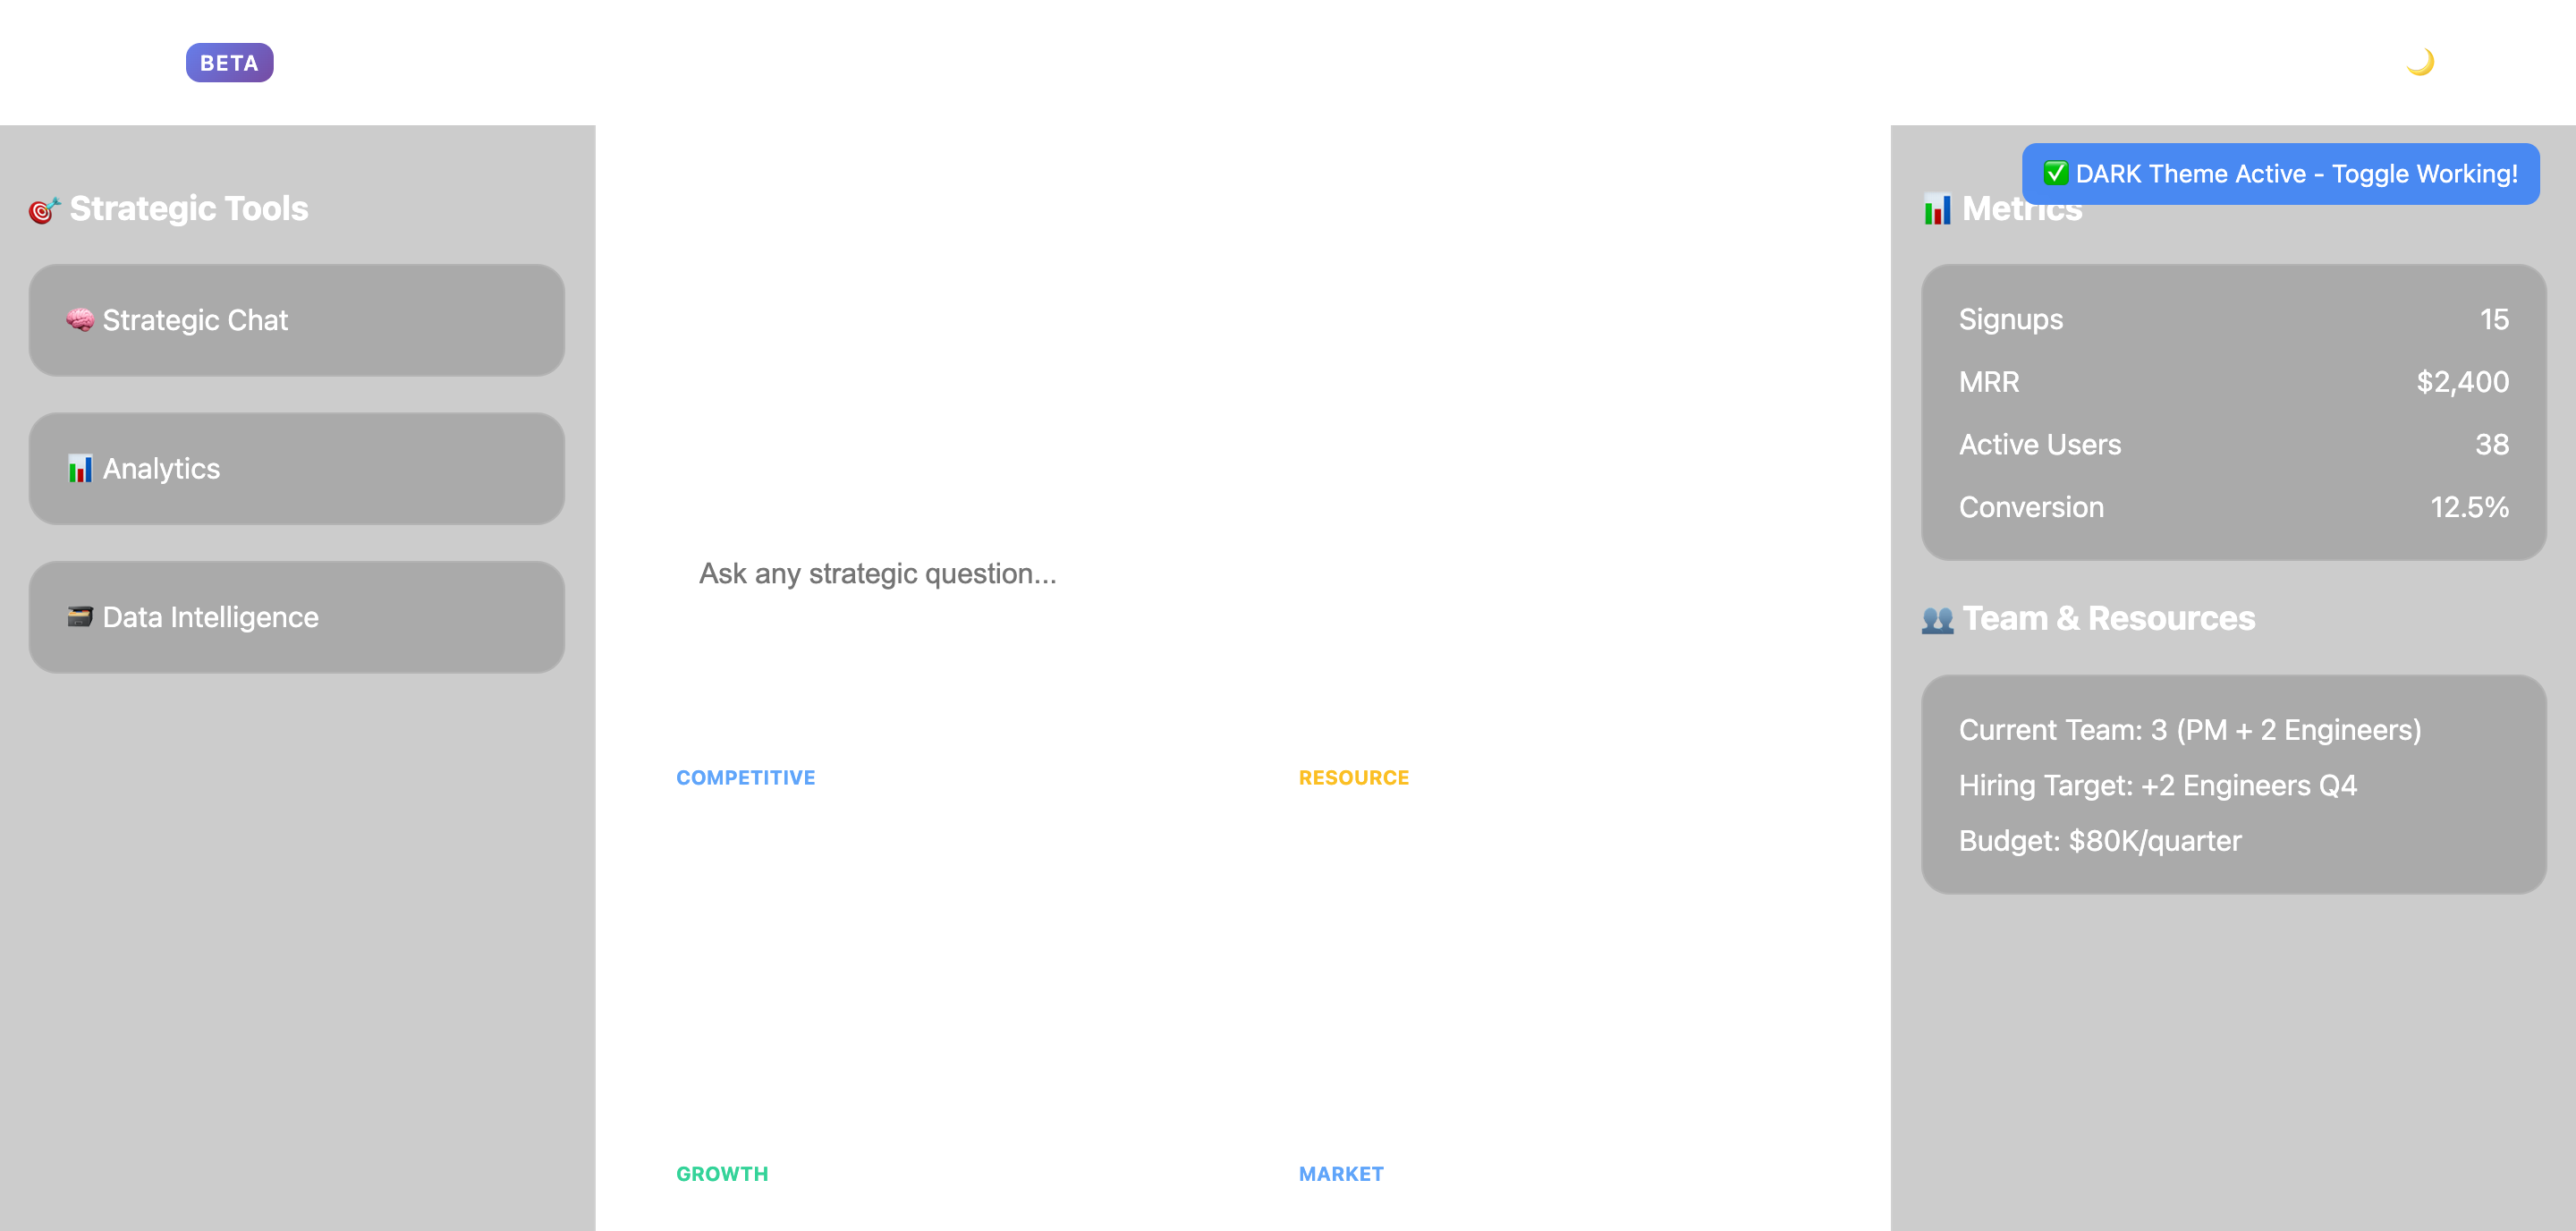 BETA
🌙
🎯 Strategic Tools
🧠 Strategic Chat
📊 Analytics
🗃️ Data Intelligence
Ask any strategic question...
COMPETITIVE
RESOURCE
GROWTH
MARKET
✅ DARK Theme Active - Toggle Working!
📊 Metrics
Signups 15
MRR $2,400
Active Users 38
Conversion 12.5%
👥 Team & Resources
Current Team: 3 (PM + 2 Engineers)
Hiring Target: +2 Engineers Q4
Budget: $80K/quarter